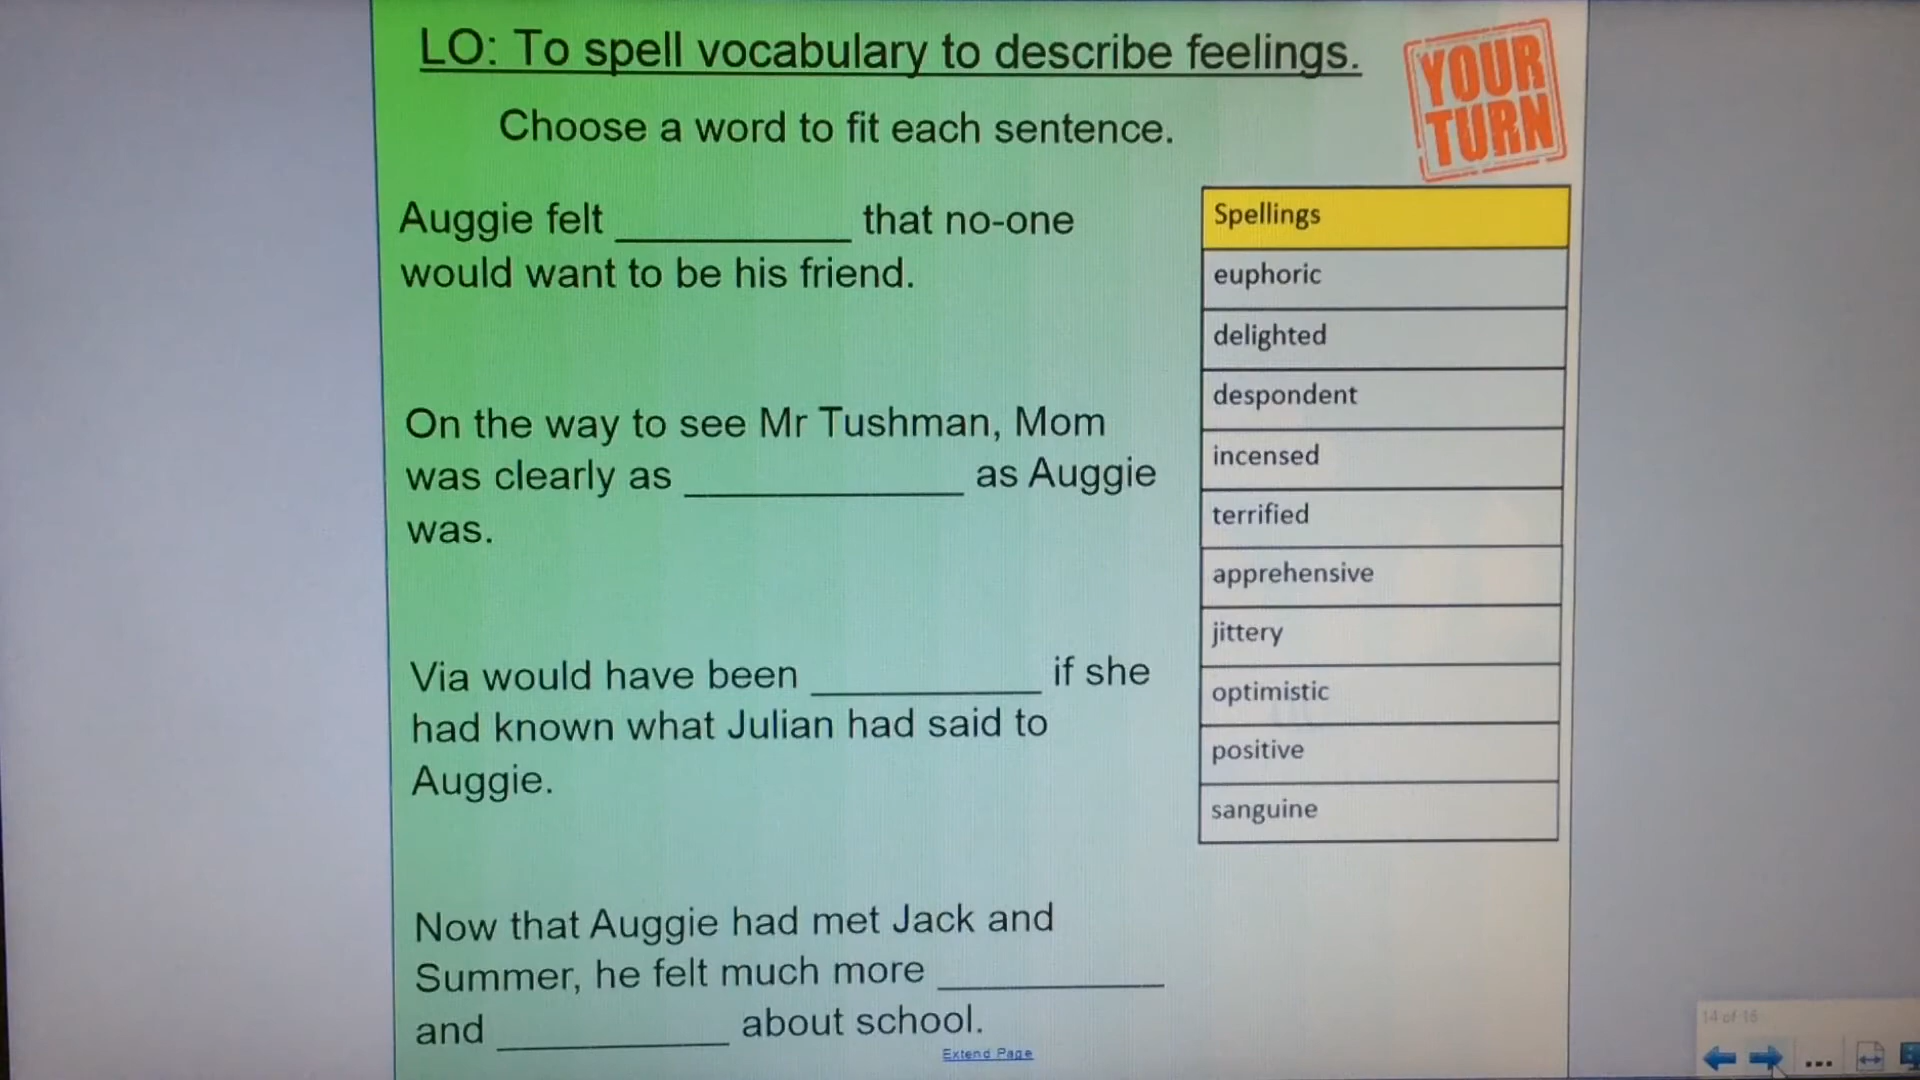 LO: To spell vocabulary to describe feelings.
Choose a word to fit each sentence.
YOUR
TURN
Auggie felt __________ that no-one
would want to be his friend.
On the way to see Mr Tushman, Mom
was clearly as ____________ as Auggie
was.
Via would have been __________ if she
had known what Julian had said to
Auggie.
Now that Auggie had met Jack and
Summer, he felt much more __________
and __________ about school.
Extend Page
Spellings
euphoric
delighted
despondent
incensed
terrified
apprehensive
jittery
optimistic
positive
sanguine
14 of 16